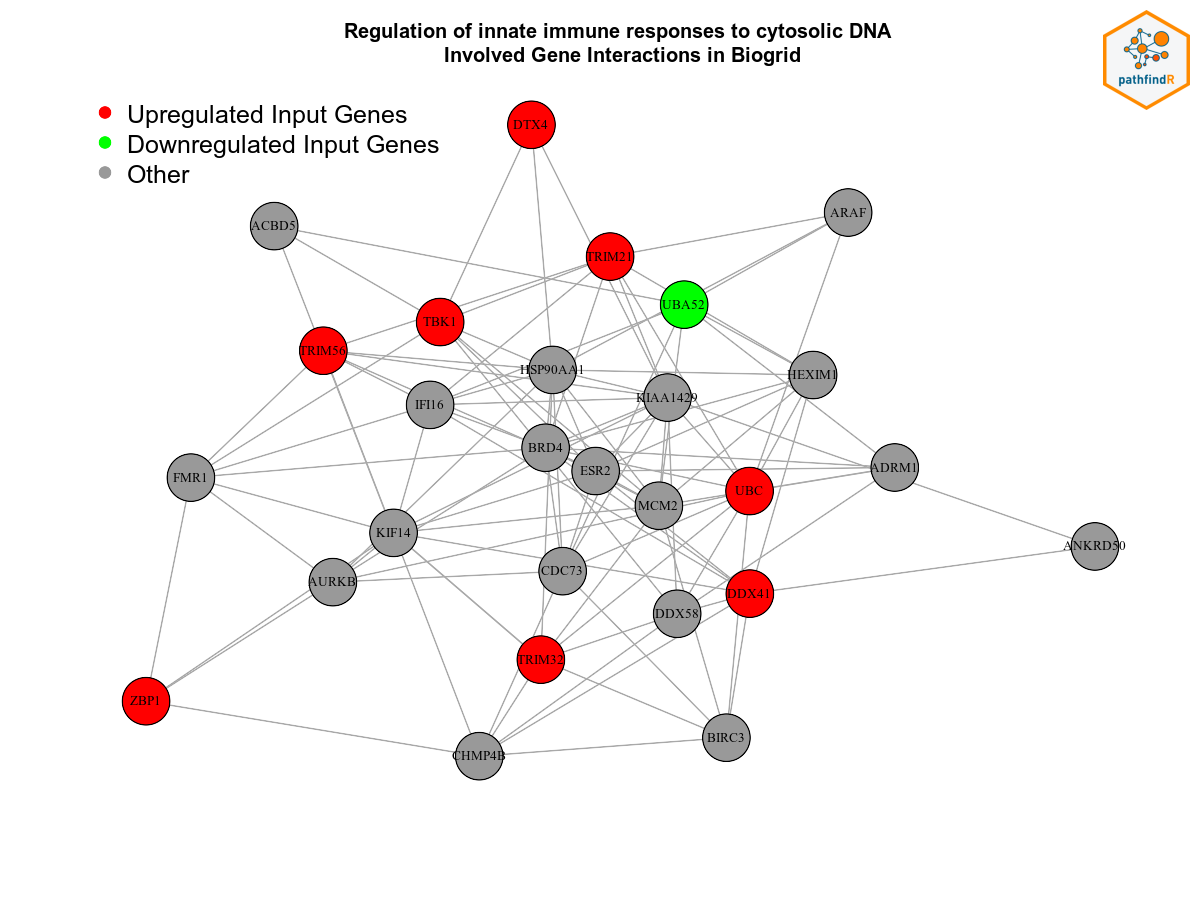 Regulation of innate immune responses to cytosolic DNA
Involved Gene Interactions in Biogrid
pathfindR
Upregulated Input Genes
Downregulated Input Genes
Other
DTX4
ACBD5
ARAF
TRIM21
UBA52
TBK1
TRIM56
HSP90AA1
HEXIM1
KIAA1429
IFI16
BRD4
ESR2
ADRM1
FMR1
UBC
MCM2
KIF14
ANKRD50
CDC73
AURKB
DDX41
DDX58
TRIM32
ZBP1
BIRC3
CHMP4B